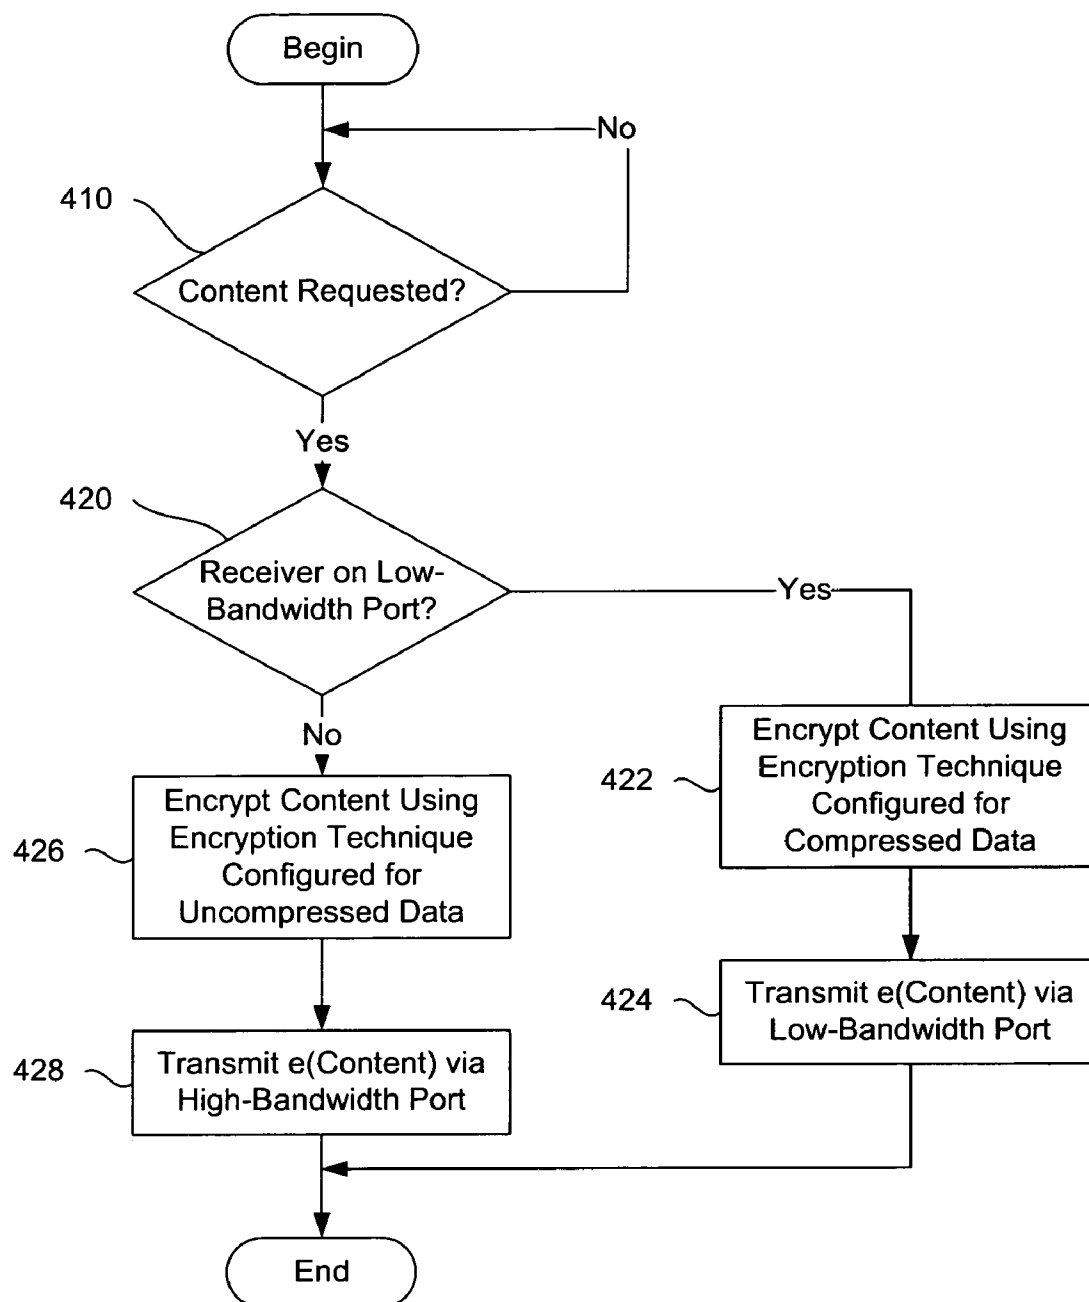 Begin
No
410
Content Requested?
Yes
420
Receiver on Low-
Bandwidth Port?
Yes
No
422
Encrypt Content Using
Encryption Technique
Configured for
Compressed Data
426
Encrypt Content Using
Encryption Technique
Configured for
Uncompressed Data
424
Transmit e(Content) via
Low-Bandwidth Port
428
Transmit e(Content) via
High-Bandwidth Port
End